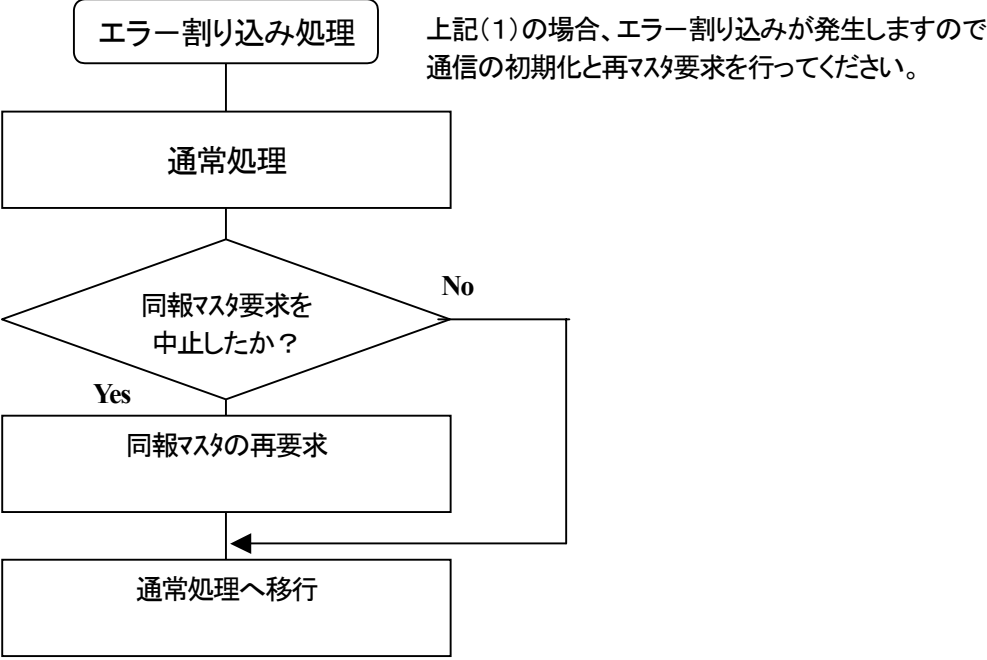 エラー割り込み処理
上記（１）の場合、エラー割り込みが発生しますので
通信の初期化と再ﾏｽﾀ要求を行ってください。
通常処理
同報ﾏｽﾀ要求を
中止したか？
No
Yes
同報ﾏｽﾀの再要求
通常処理へ移行